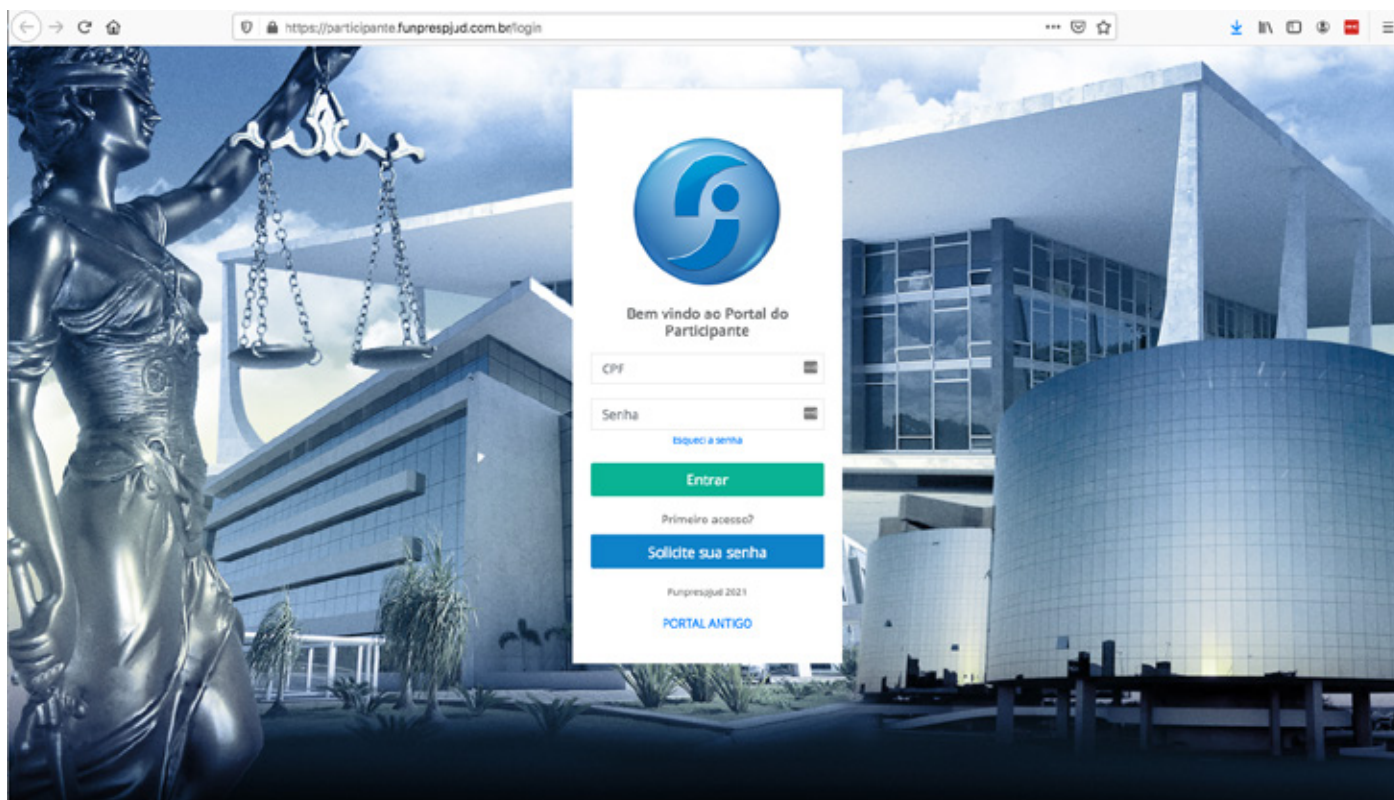 https://participante.funprespjud.com.br/login
Bem vindo ao Portal do
Participante
CPF
Senha
Esqueci a senha
Entrar
Primeiro acesso?
Solicite sua senha
Funprespjud 2021
PORTAL ANTIGO